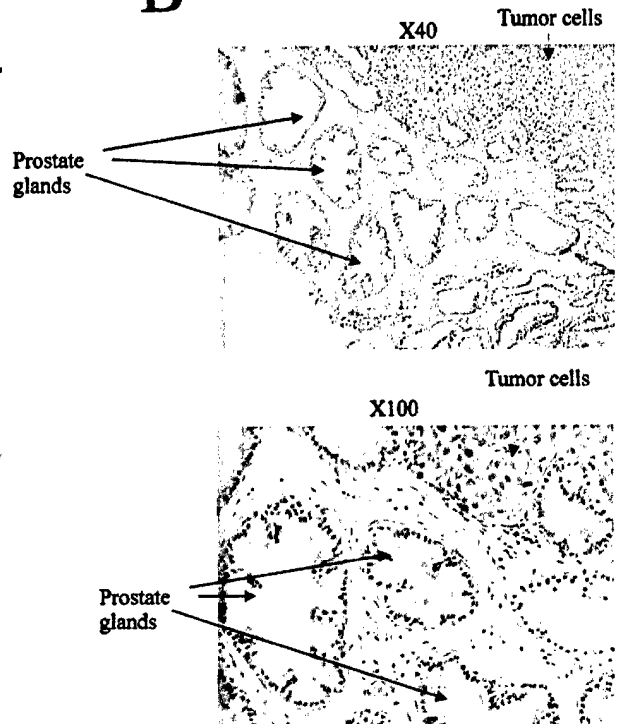 B
X40
Tumor cells
Prostate
glands
X100
Tumor cells
Prostate
glands